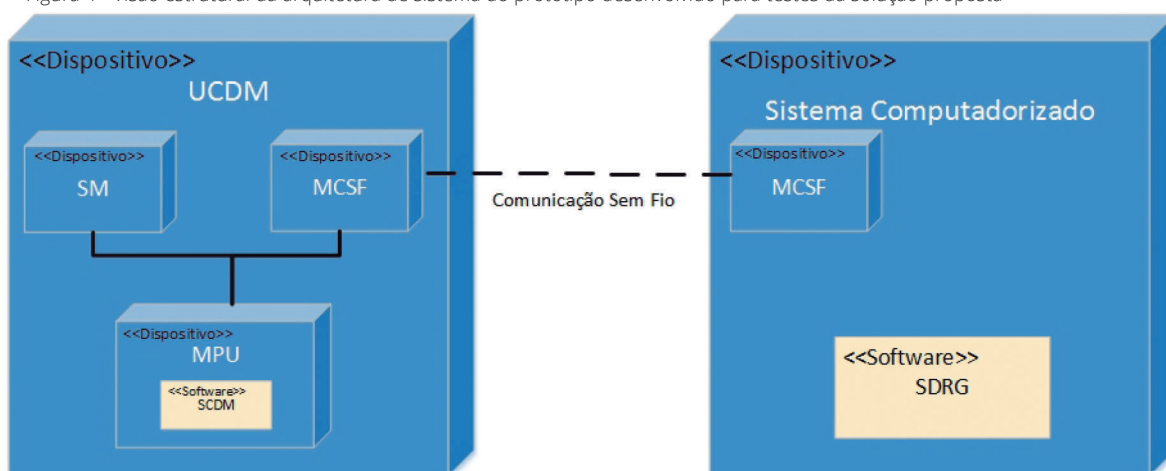 <<Dispositivo>>
UCDM
<<Dispositivo>>
SM
<<Dispositivo>>
MCSF
<<Dispositivo>>
MPU
<<Software>>
SCDM
Comunicação Sem Fio
<<Dispositivo>>
Sistema Computadorizado
<<Dispositivo>>
MCSF
<<Software>>
SDRG